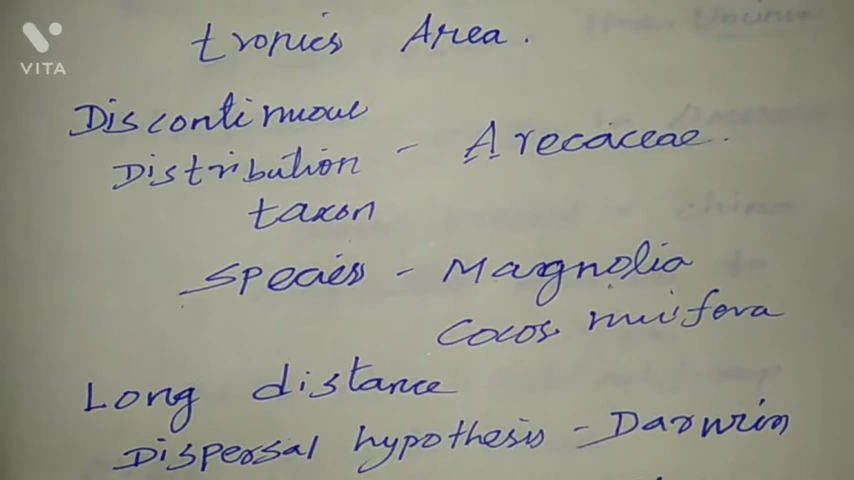 VITA
tropics Area.
Discontinuous
Distribution - Arecaceae.
taxon
Species - Magnolia
Cocos nucifera
Long distance
Dispersal hypothesis - Darwin